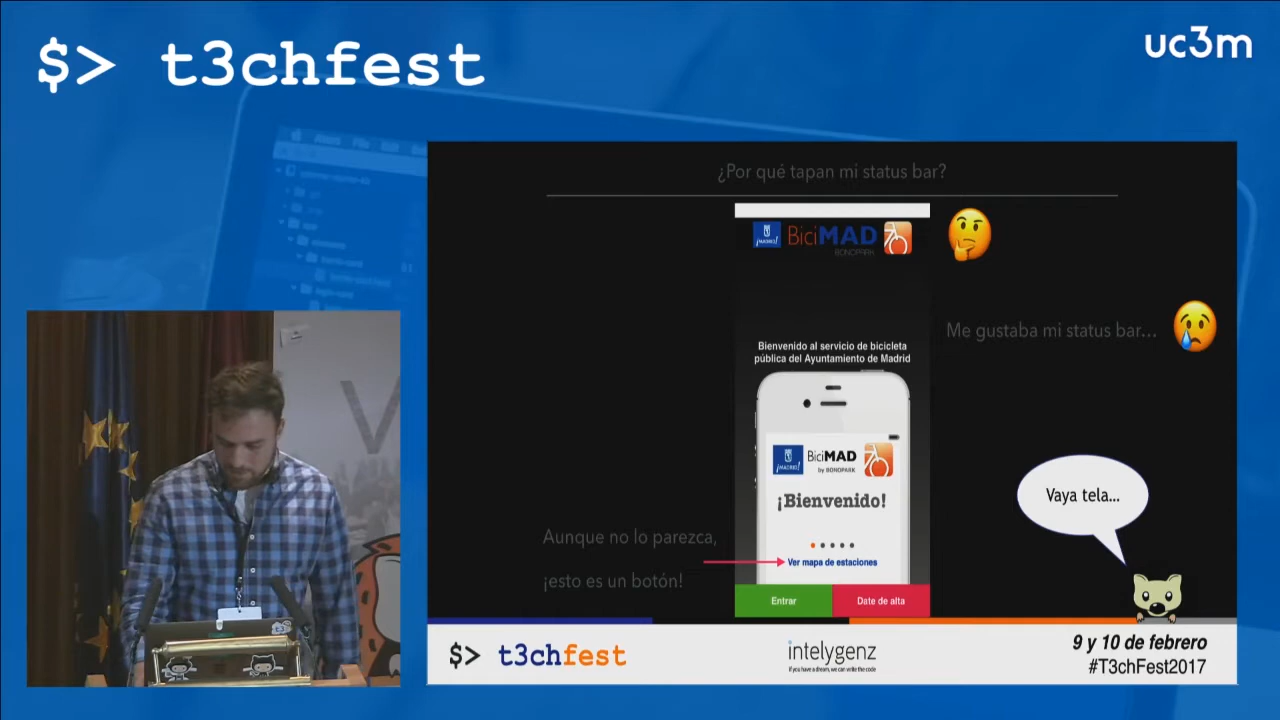 $> t3chfest
uc3m
¿Por qué tapan mi status bar?
¡MADRID!
BiciMAD
BONOPARK
Me gustaba mi status bar...
Bienvenido al servicio de bicicleta
pública del Ayuntamiento de Madrid
¡MADRID!
BiciMAD
by BONOPARK
¡Bienvenido!
Vaya tela...
Aunque no lo parezca,
¡esto es un botón!
Ver mapa de estaciones
Entrar
Date de alta
$> t3chfest
intelygenz
If you have a dream, we can write the code
9 y 10 de febrero
#T3chFest2017